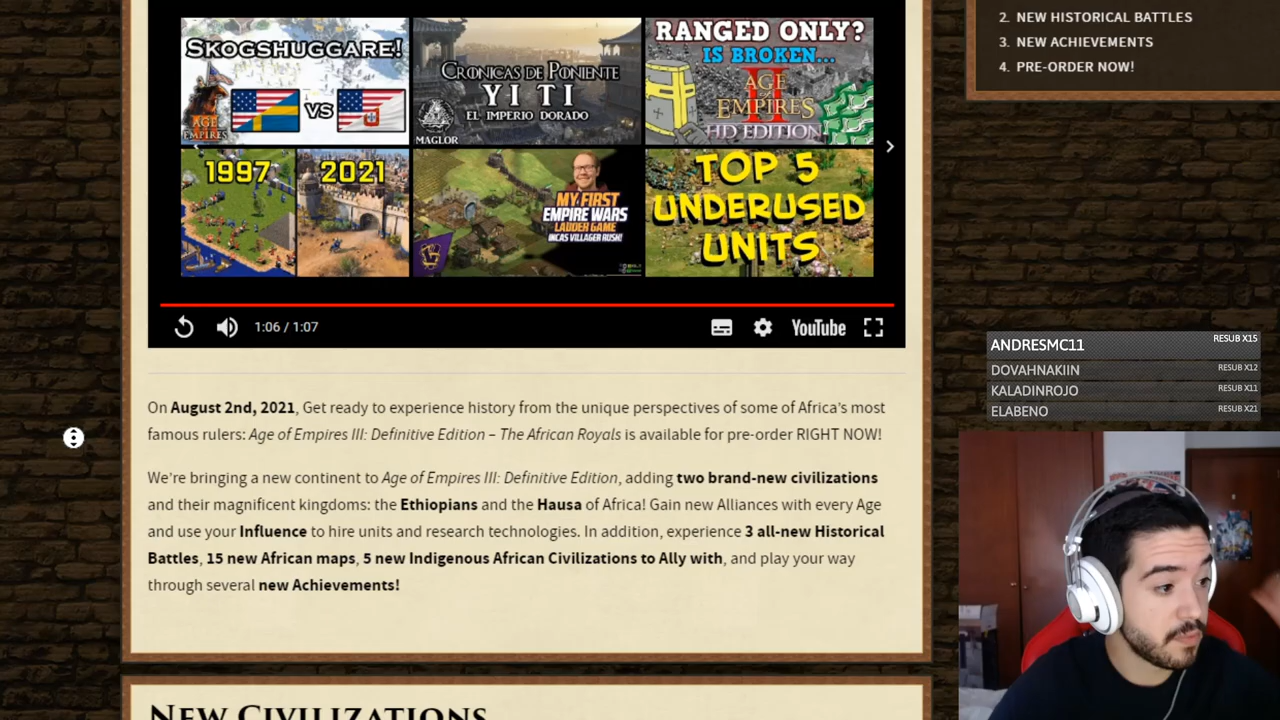 2. NEW HISTORICAL BATTLES
3. NEW ACHIEVEMENTS
4. PRE-ORDER NOW!
SKOGSHUGGARE!
VS
AGE
EMPIRES
CRONICAS DE PONIENTE
YI TI
EL IMPERIO DORADO
MAGLOR
RANGED ONLY?
IS BROKEN...
II
AGE
OF
EMPIRES
HD EDITION
1997
2021
MY FIRST
EMPIRE WARS
LADDER GAME
INCAS VILLAGER RUSH!
TOP 5
UNDERUSED
UNITS
1:06 / 1:07
YouTube
On August 2nd, 2021, Get ready to experience history from the unique perspectives of some of Africa's most
famous rulers: Age of Empires III: Definitive Edition – The African Royals is available for pre-order RIGHT NOW!
We're bringing a new continent to Age of Empires III: Definitive Edition, adding two brand-new civilizations
and their magnificent kingdoms: the Ethiopians and the Hausa of Africa! Gain new Alliances with every Age
and use your Influence to hire units and research technologies. In addition, experience 3 all-new Historical
Battles, 15 new African maps, 5 new Indigenous African Civilizations to Ally with, and play your way
through several new Achievements!
NEW CIVILIZATIONS
ANDRESMC11 RESUB X15
DOVAHNAKIIN RESUB X12
KALADINROJO RESUB X11
ELABENO RESUB X21